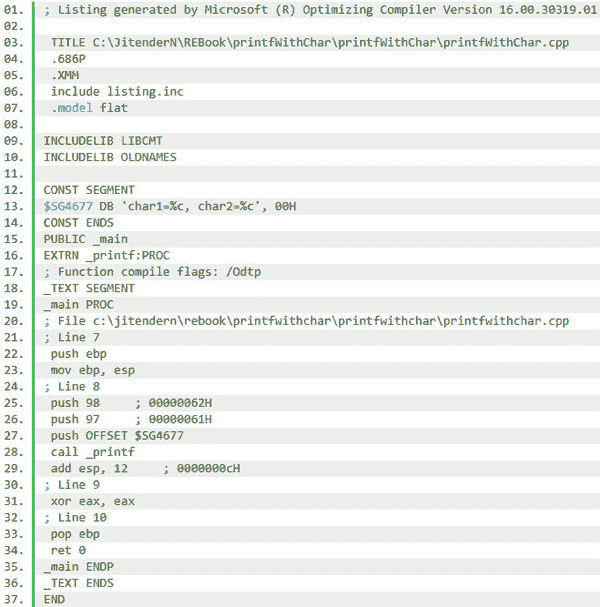 01. ; Listing generated by Microsoft (R) Optimizing Compiler Version 16.00.30319.01
02.
03. TITLE C:\JitenderN\REBook\printfWithChar\printfWithChar\printfWithChar.cpp
04. .686P
05. .XMM
06. include listing.inc
07. .model flat
08.
09. INCLUDELIB LIBCMT
10. INCLUDELIB OLDNAMES
11.
12. CONST SEGMENT
13. $SG4677 DB 'char1=%c, char2=%c', 00H
14. CONST ENDS
15. PUBLIC _main
16. EXTRN _printf:PROC
17. ; Function compile flags: /Odtp
18. _TEXT SEGMENT
19. _main PROC
20. ; File c:\jitendern\rebook\printfwithchar\printfwithchar\printfwithchar.cpp
21. ; Line 7
22. push ebp
23. mov ebp, esp
24. ; Line 8
25. push 98 ; 00000062H
26. push 97 ; 00000061H
27. push OFFSET $SG4677
28. call _printf
29. add esp, 12 ; 0000000cH
30. ; Line 9
31. xor eax, eax
32. ; Line 10
33. pop ebp
34. ret 0
35. _main ENDP
36. _TEXT ENDS
37. END